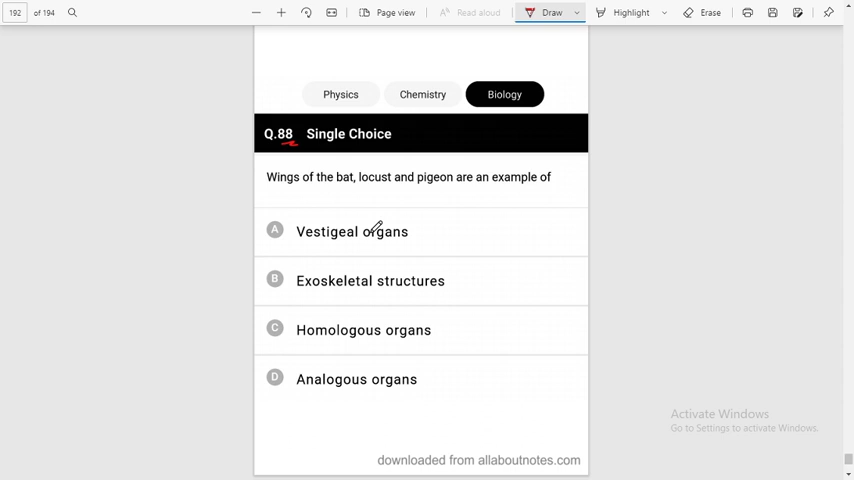 192 of 194 Page view Read aloud Draw Highlight Erase
Physics Chemistry Biology
Q.88 Single Choice
Wings of the bat, locust and pigeon are an example of
A Vestigeal organs
B Exoskeletal structures
C Homologous organs
D Analogous organs
Activate Windows
Go to Settings to activate Windows.
downloaded from allaboutnotes.com